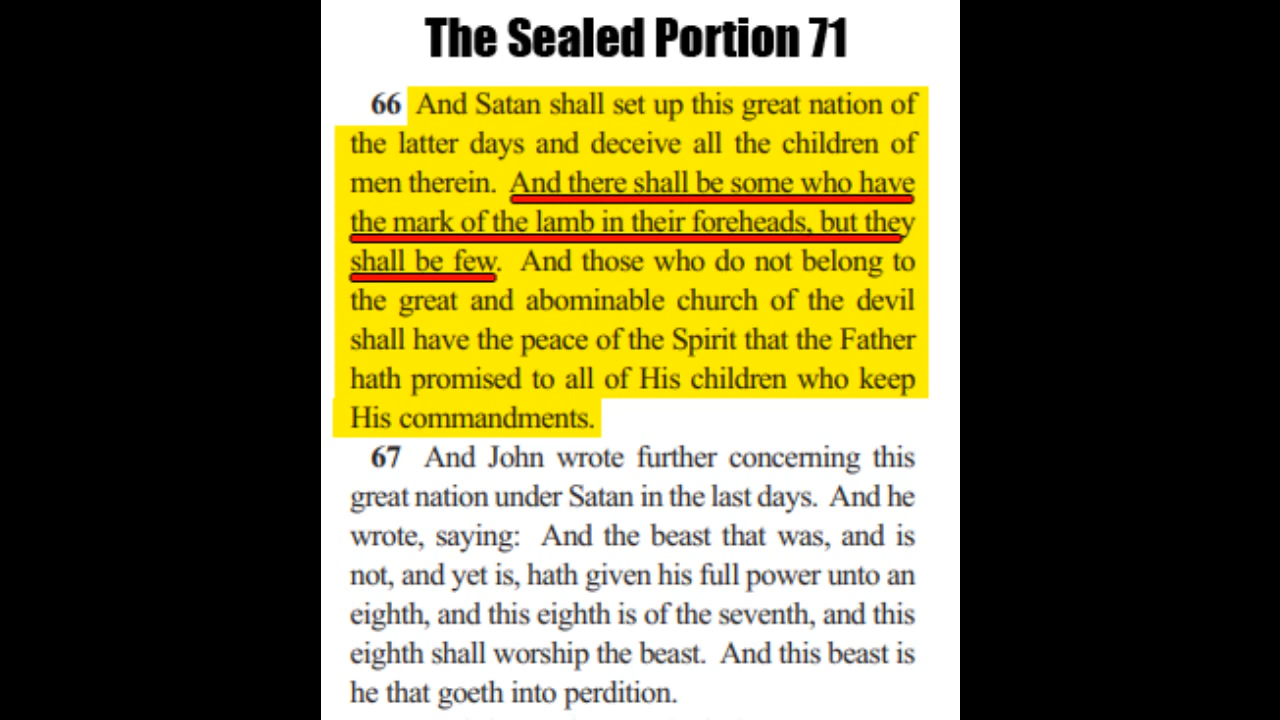 The Sealed Portion 71
66 And Satan shall set up this great nation of
the latter days and deceive all the children of
men therein. And there shall be some who have
the mark of the lamb in their foreheads, but they
shall be few. And those who do not belong to
the great and abominable church of the devil
shall have the peace of the Spirit that the Father
hath promised to all of His children who keep
His commandments.
67 And John wrote further concerning this
great nation under Satan in the last days. And he
wrote, saying: And the beast that was, and is
not, and yet is, hath given his full power unto an
eighth, and this eighth is of the seventh, and this
eighth shall worship the beast. And this beast is
he that goeth into perdition.